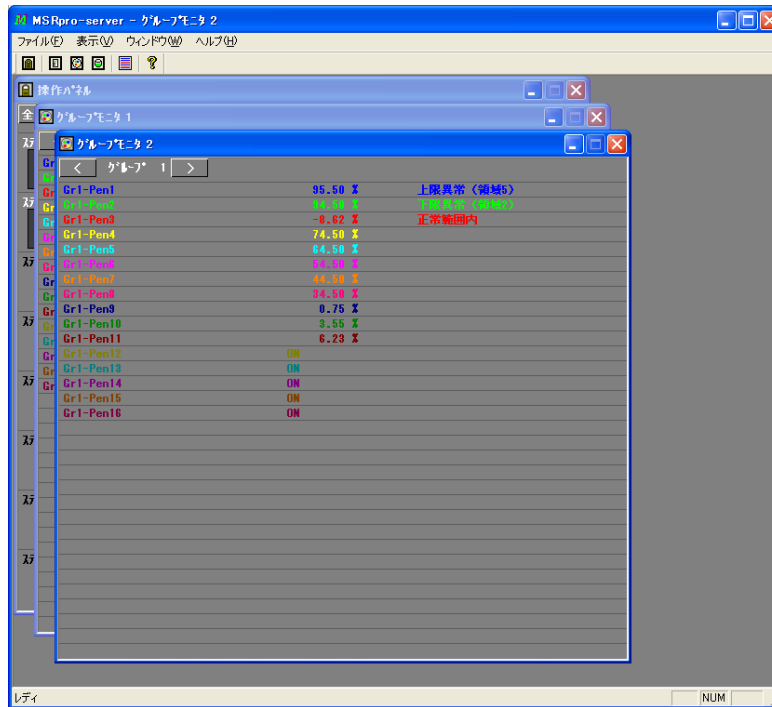 MSRpro-server - ｸﾞﾙｰﾌﾟﾓﾆﾀ 2
ファイル(F) 表示(V) ウィンドウ(W) ヘルプ(H)
操作ﾊﾟﾈﾙ
全
ｸﾞﾙｰﾌﾟﾓﾆﾀ 1
ｸﾞﾙｰﾌﾟﾓﾆﾀ 2
< ｸﾞﾙｰﾌﾟ 1 >
Gr1-Pen1 95.50 % 上限異常（領域5）
Gr1-Pen2 84.50 % 下限異常（領域2）
Gr1-Pen3 -8.62 % 正常範囲内
Gr1-Pen4 74.50 %
Gr1-Pen5 64.50 %
Gr1-Pen6 54.50 %
Gr1-Pen7 44.50 %
Gr1-Pen8 34.50 %
Gr1-Pen9 0.75 %
Gr1-Pen10 3.55 %
Gr1-Pen11 6.23 %
Gr1-Pen12 ON
Gr1-Pen13 ON
Gr1-Pen14 ON
Gr1-Pen15 ON
Gr1-Pen16 ON
レディ NUM